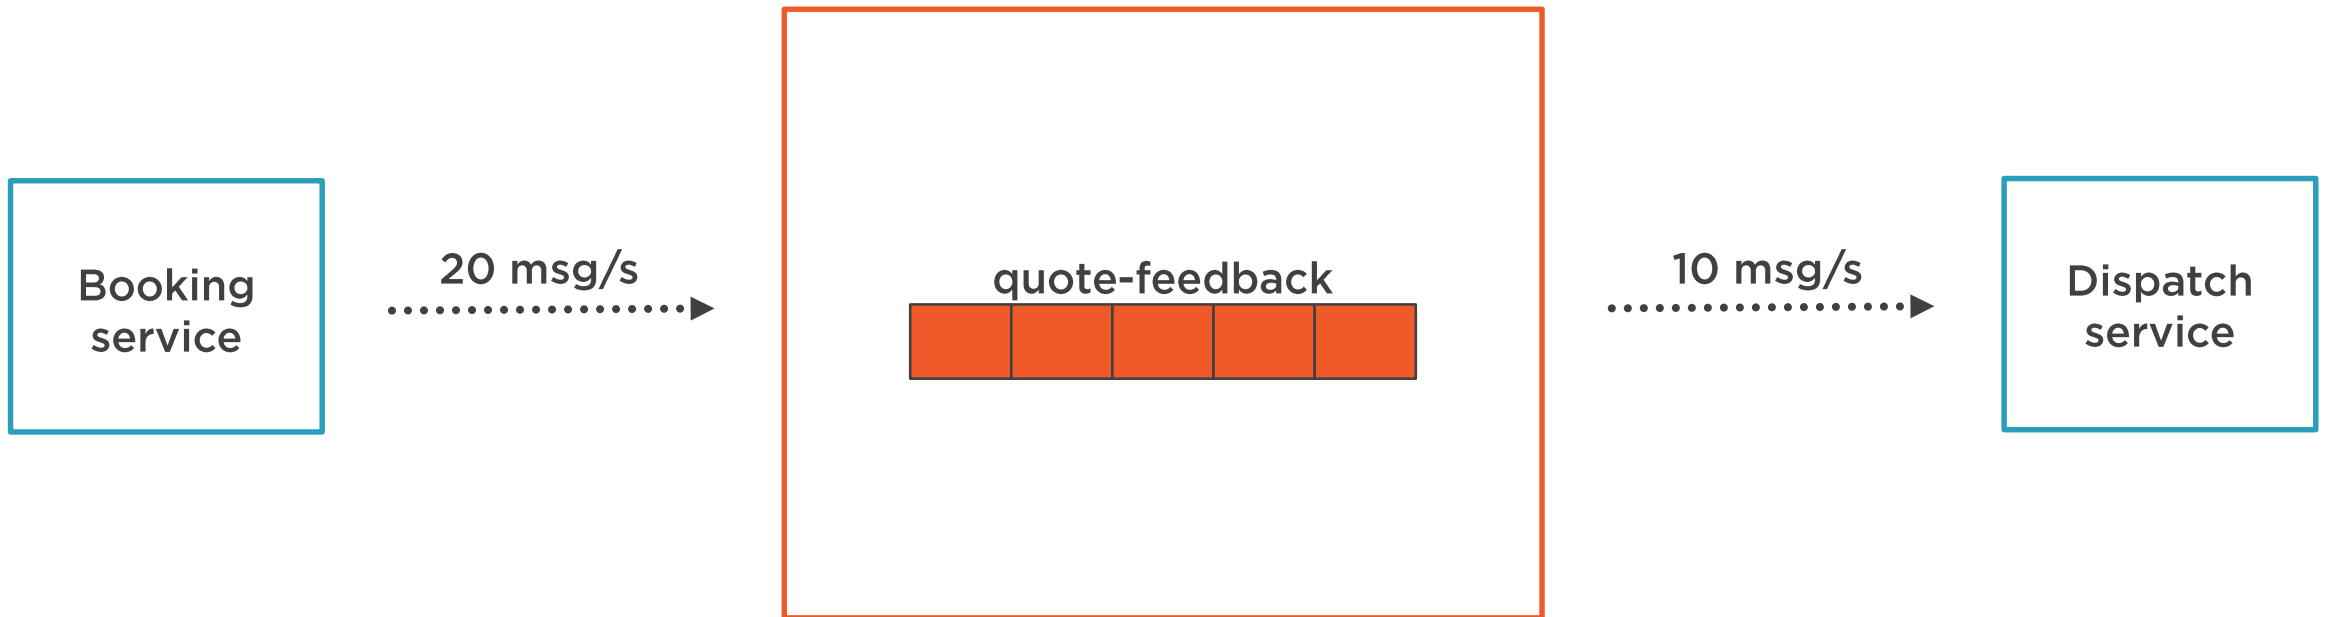 Booking
service
20 msg/s
quote-feedback
10 msg/s
Dispatch
service